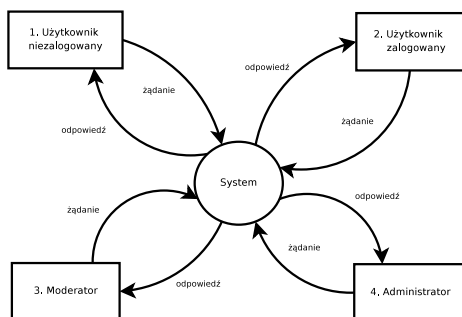 1. Użytkownik
niezalogowany
2. Użytkownik
zalogowany
odpowiedź
żądanie
żądanie
odpowiedź
System
odpowiedź
żądanie
żądanie
odpowiedź
3. Moderator
4, Administrator